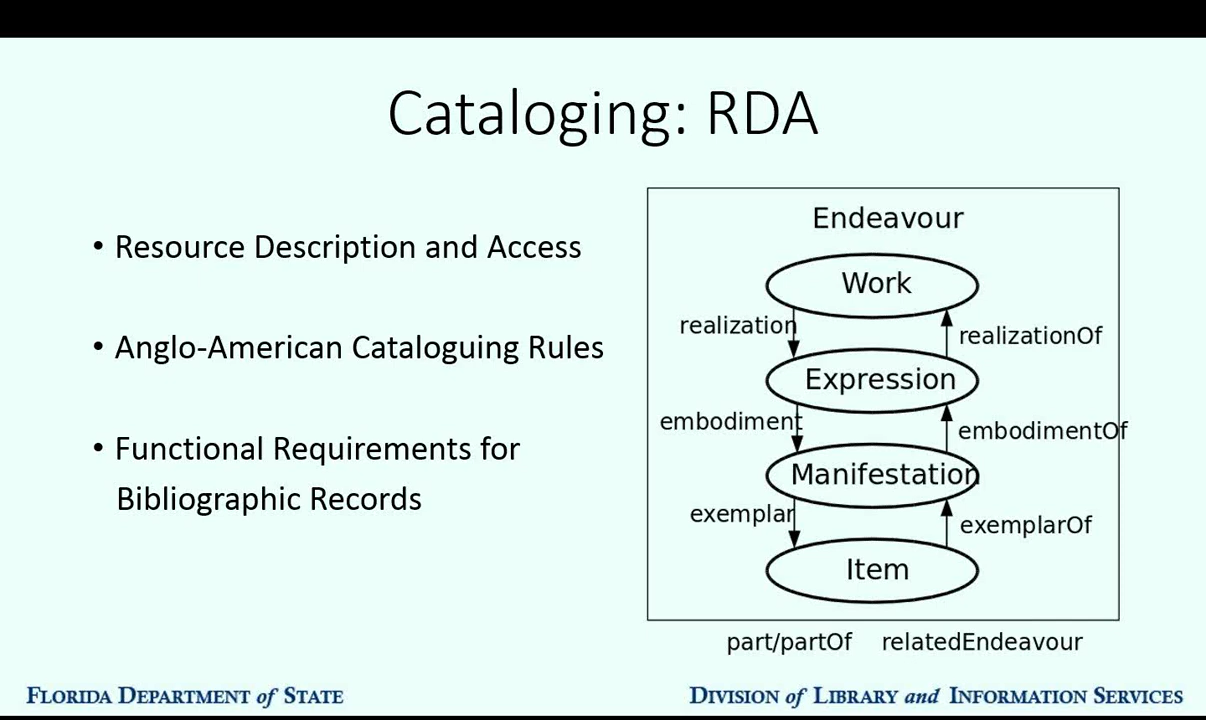 Cataloging: RDA
• Resource Description and Access
• Anglo-American Cataloguing Rules
• Functional Requirements for
Bibliographic Records
Endeavour
Work
realization
realizationOf
Expression
embodiment
embodimentOf
Manifestation
exemplar
exemplarOf
Item
part/partOf relatedEndeavour
FLORIDA DEPARTMENT of STATE
DIVISION of LIBRARY and INFORMATION SERVICES